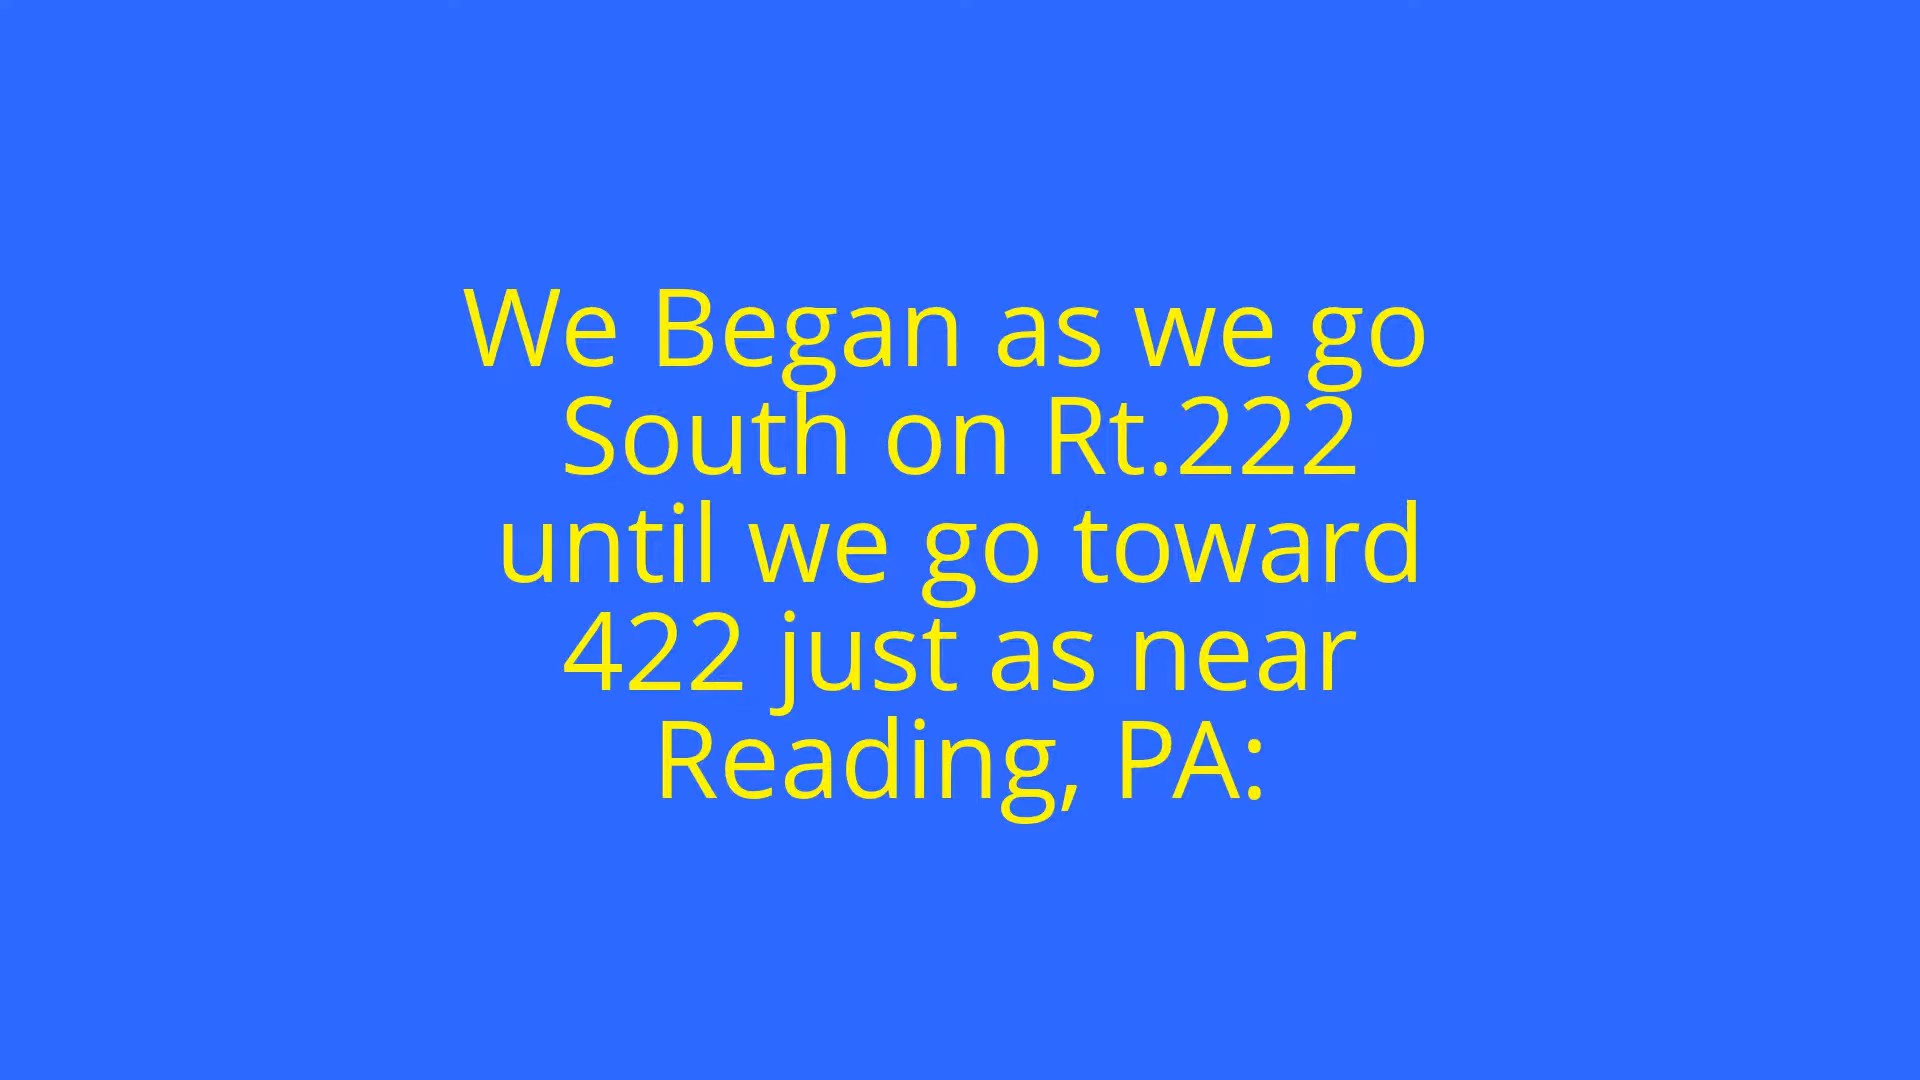 We Began as we go
South on Rt.222
until we go toward
422 just as near
Reading, PA: